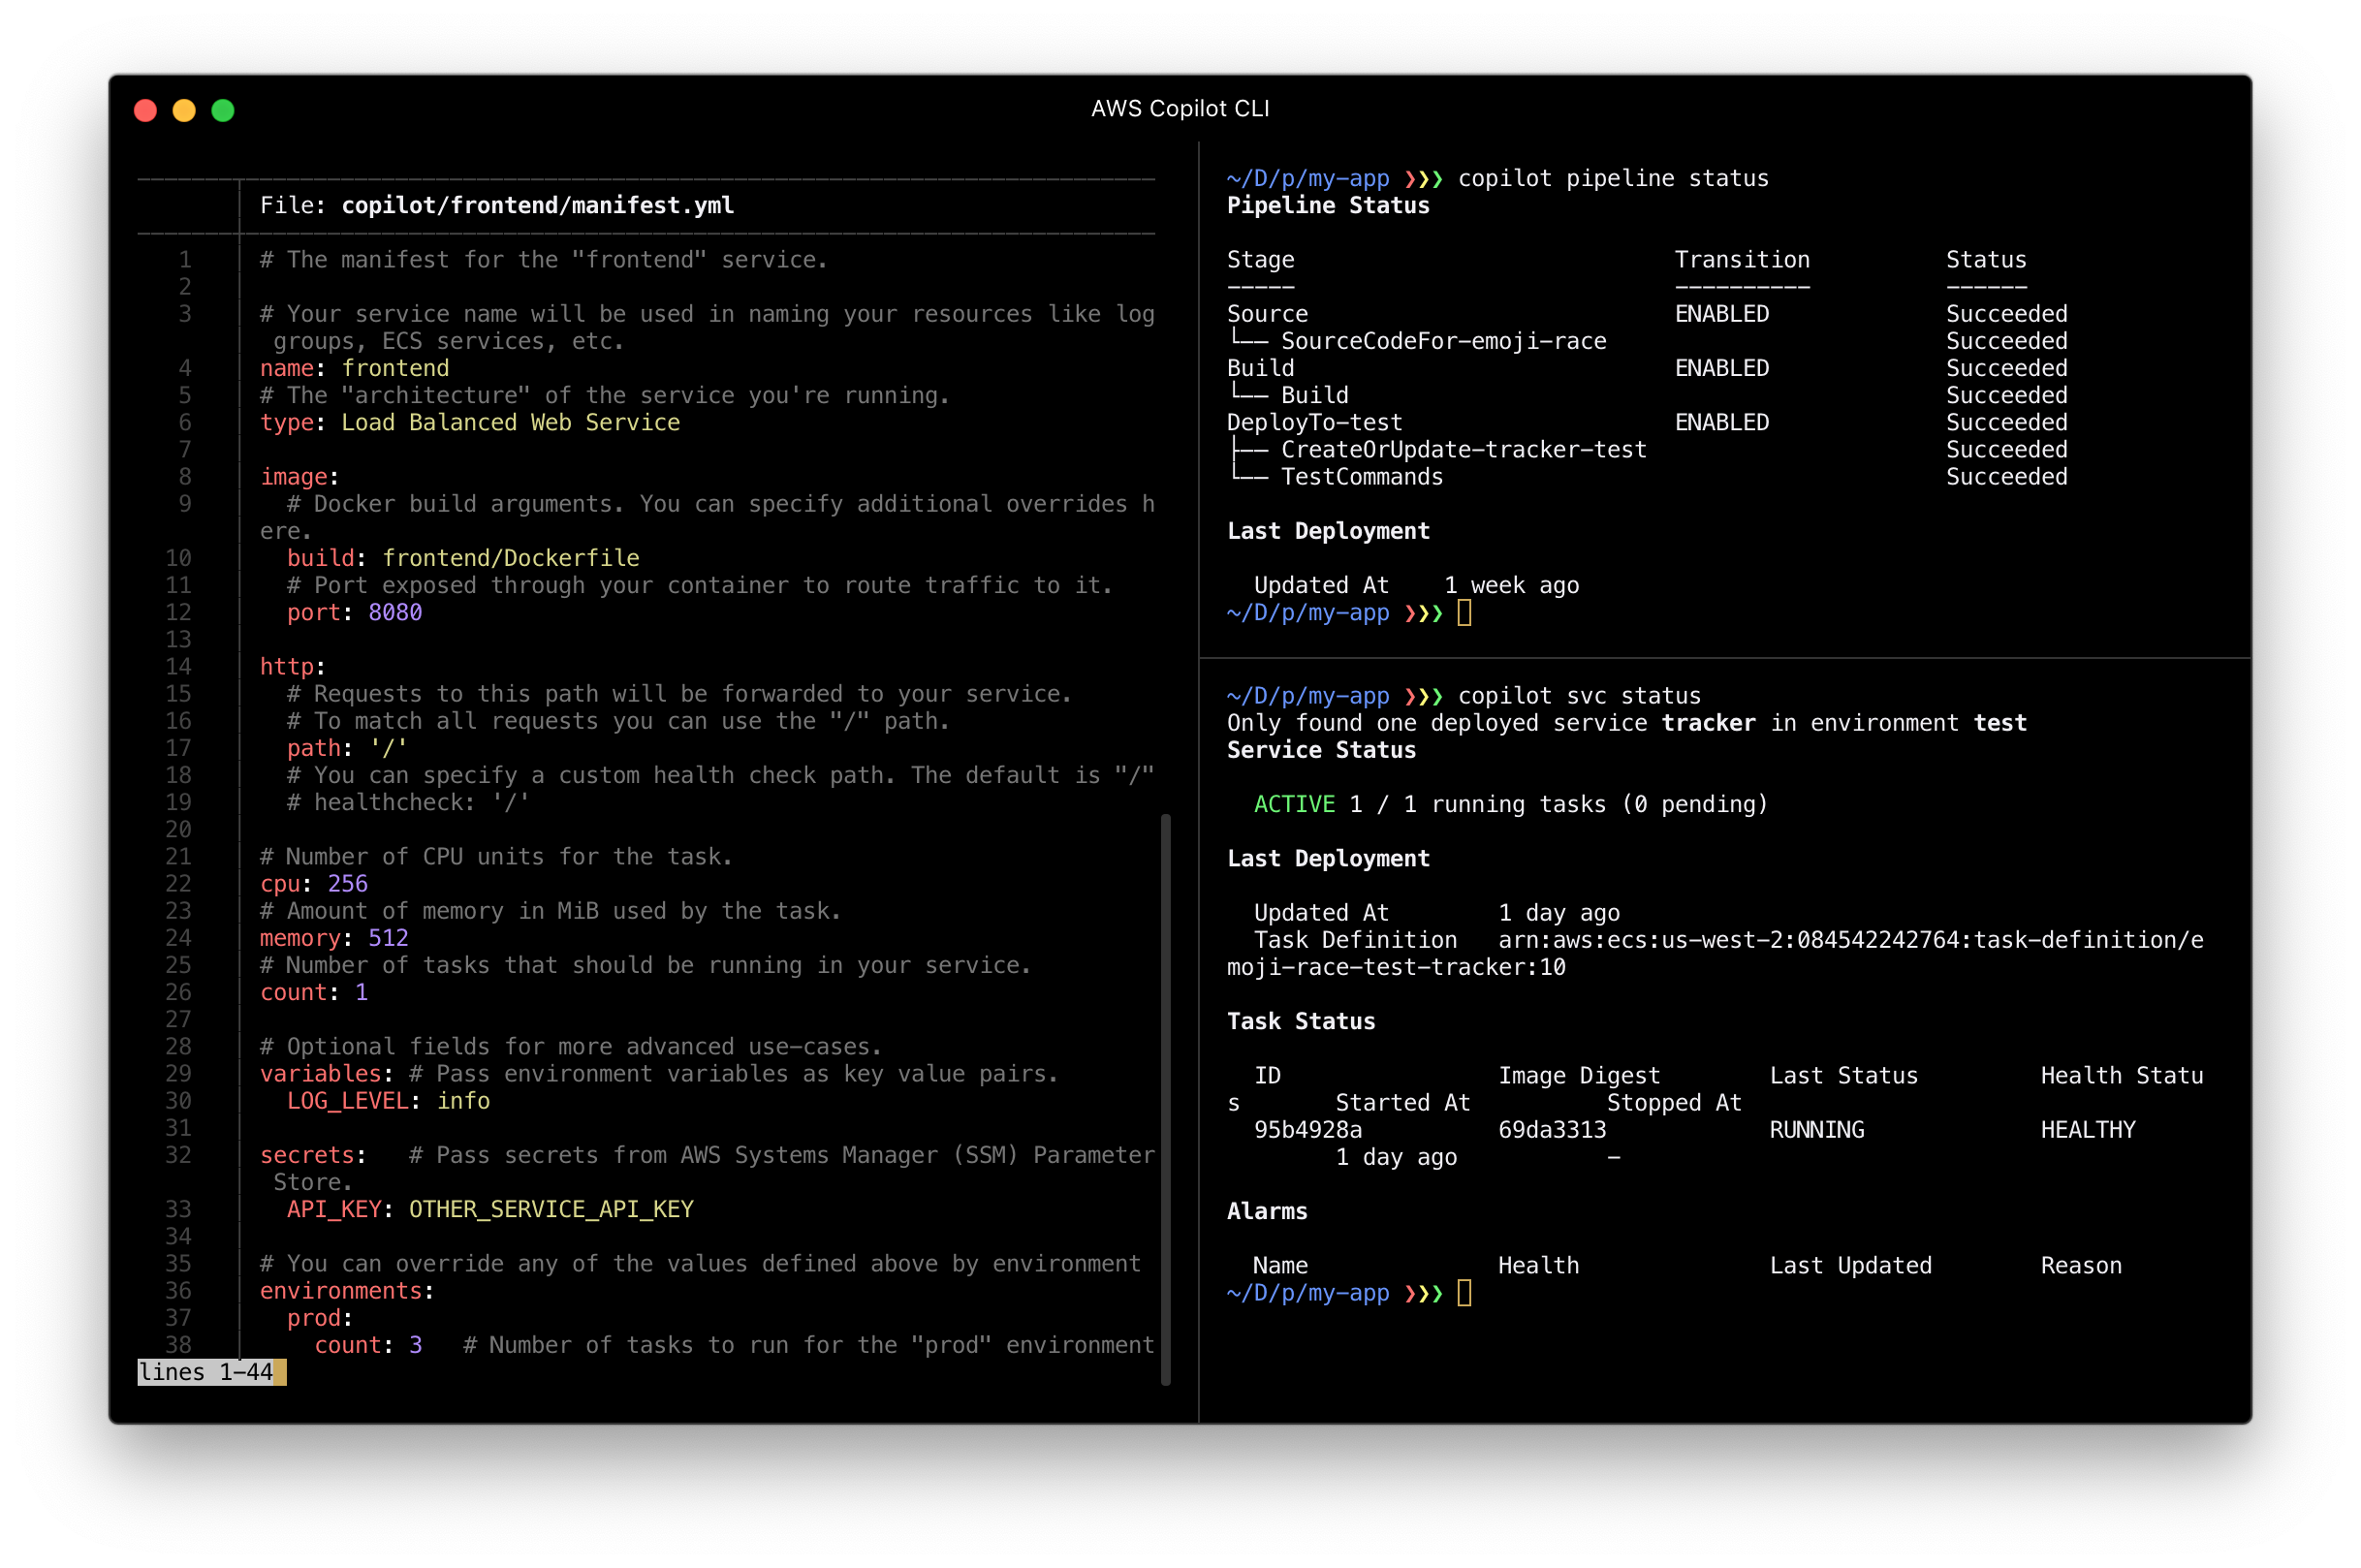 AWS Copilot CLI
File: copilot/frontend/manifest.yml
1 # The manifest for the "frontend" service.
2
3 # Your service name will be used in naming your resources like log
groups, ECS services, etc.
4 name: frontend
5 # The "architecture" of the service you're running.
6 type: Load Balanced Web Service
7
8 image:
9 # Docker build arguments. You can specify additional overrides h
ere.
10 build: frontend/Dockerfile
11 # Port exposed through your container to route traffic to it.
12 port: 8080
13
14 http:
15 # Requests to this path will be forwarded to your service.
16 # To match all requests you can use the "/" path.
17 path: '/'
18 # You can specify a custom health check path. The default is "/"
19 # healthcheck: '/'
20
21 # Number of CPU units for the task.
22 cpu: 256
23 # Amount of memory in MiB used by the task.
24 memory: 512
25 # Number of tasks that should be running in your service.
26 count: 1
27
28 # Optional fields for more advanced use-cases.
29 variables: # Pass environment variables as key value pairs.
30 LOG_LEVEL: info
31
32 secrets: # Pass secrets from AWS Systems Manager (SSM) Parameter
Store.
33 API_KEY: OTHER_SERVICE_API_KEY
34
35 # You can override any of the values defined above by environment
36 environments:
37 prod:
38 count: 3 # Number of tasks to run for the "prod" environment
lines 1-44
~/D/p/my-app ❯❯❯ copilot pipeline status
Pipeline Status
Stage Transition Status
----- ---------- ------
Source ENABLED Succeeded
└── SourceCodeFor-emoji-race Succeeded
Build ENABLED Succeeded
└── Build Succeeded
DeployTo-test ENABLED Succeeded
├── CreateOrUpdate-tracker-test Succeeded
└── TestCommands Succeeded
Last Deployment
Updated At 1 week ago
~/D/p/my-app ❯❯❯
~/D/p/my-app ❯❯❯ copilot svc status
Only found one deployed service tracker in environment test
Service Status
ACTIVE 1 / 1 running tasks (0 pending)
Last Deployment
Updated At 1 day ago
Task Definition arn:aws:ecs:us-west-2:084542242764:task-definition/e
moji-race-test-tracker:10
Task Status
ID Image Digest Last Status Health Statu
s Started At Stopped At
95b4928a 69da3313 RUNNING HEALTHY
1 day ago -
Alarms
Name Health Last Updated Reason
~/D/p/my-app ❯❯❯